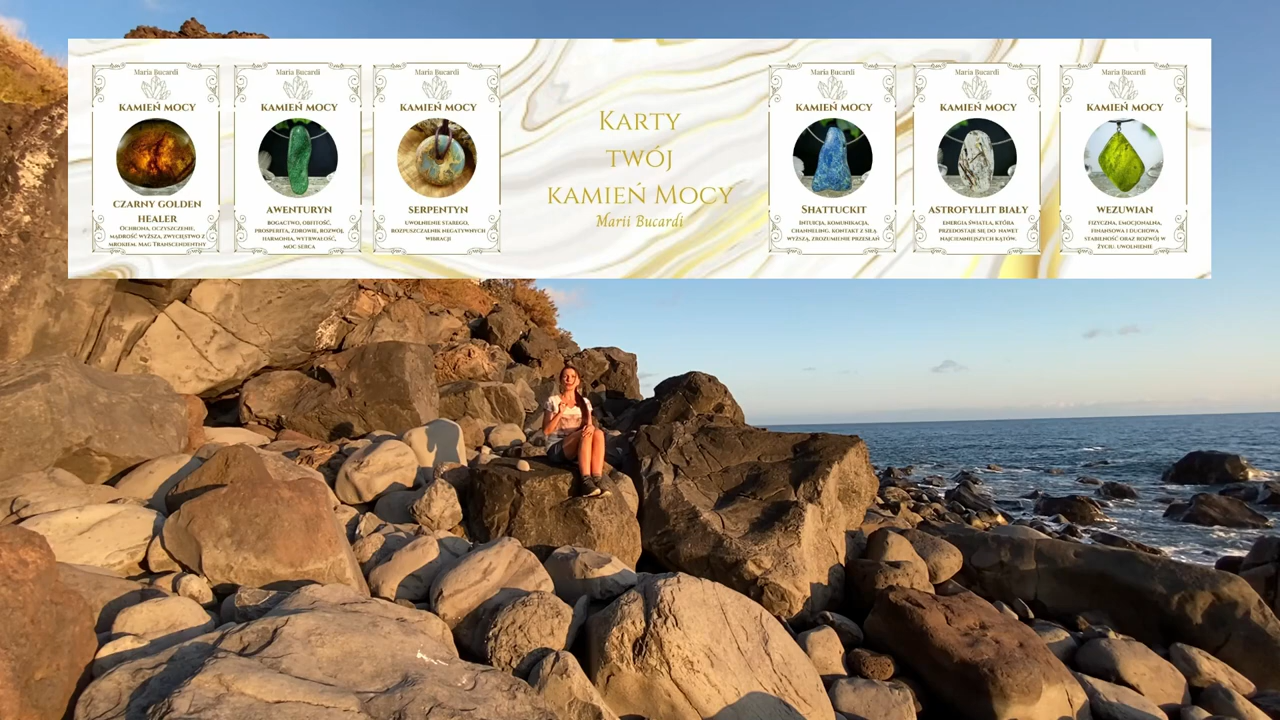 Maria Bucardi
KAMIEŃ MOCY
CZARNY GOLDEN
HEALER
OCHRONA, OCZYSZCZENIE,
MĄDROŚĆ WYŻSZA, ZWYCIĘSTWO Z
MROKIEM, MAG TRANSCENDENTNY
Maria Bucardi
KAMIEŃ MOCY
AWENTURYN
BOGACTWO, OBFITOŚĆ,
PROSPERITA, ZDROWIE, ROZWÓJ,
HARMONIA, WYTRWAŁOŚĆ,
MOC SERCA
Maria Bucardi
KAMIEŃ MOCY
SERPENTYN
UWOLNIENIE STAREGO,
ROZPUSZCZALNIK NEGATYWNYCH
WIBRACJI
KARTY
TWÓJ
KAMIEŃ MOCY
Marii Bucardi
Maria Bucardi
KAMIEŃ MOCY
SHATTUCKIT
INTUICJA, KOMUNIKACJA,
CHANNELING, KONTAKT Z SIŁĄ
WYŻSZĄ, ZROZUMIENIE PRZESŁAŃ
Maria Bucardi
KAMIEŃ MOCY
ASTROFYLLIT BIAŁY
ENERGIA ŚWIATŁA, KTÓRA
PRZEDOSTAJE SIĘ DO NAWET
NAJCIEMNIEJSZYCH KĄTÓW.
Maria Bucardi
KAMIEŃ MOCY
WEZUWIAN
FIZYCZNA, EMOCJONALNA,
FINANSOWA I DUCHOWA
STABILNOŚĆ ORAZ ROZWÓJ W
ŻYCIU. UWOLNIENIE